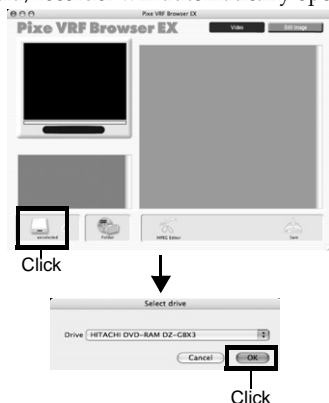 Pixe VRF Browser EX
Pixe VRF Browser EX
Video
Edit Image
Folder
MPEG Editor
Save
Click
Select drive
Drive
HITACHI DVD-RAM DZ-GBX3
Cancel
OK
Click